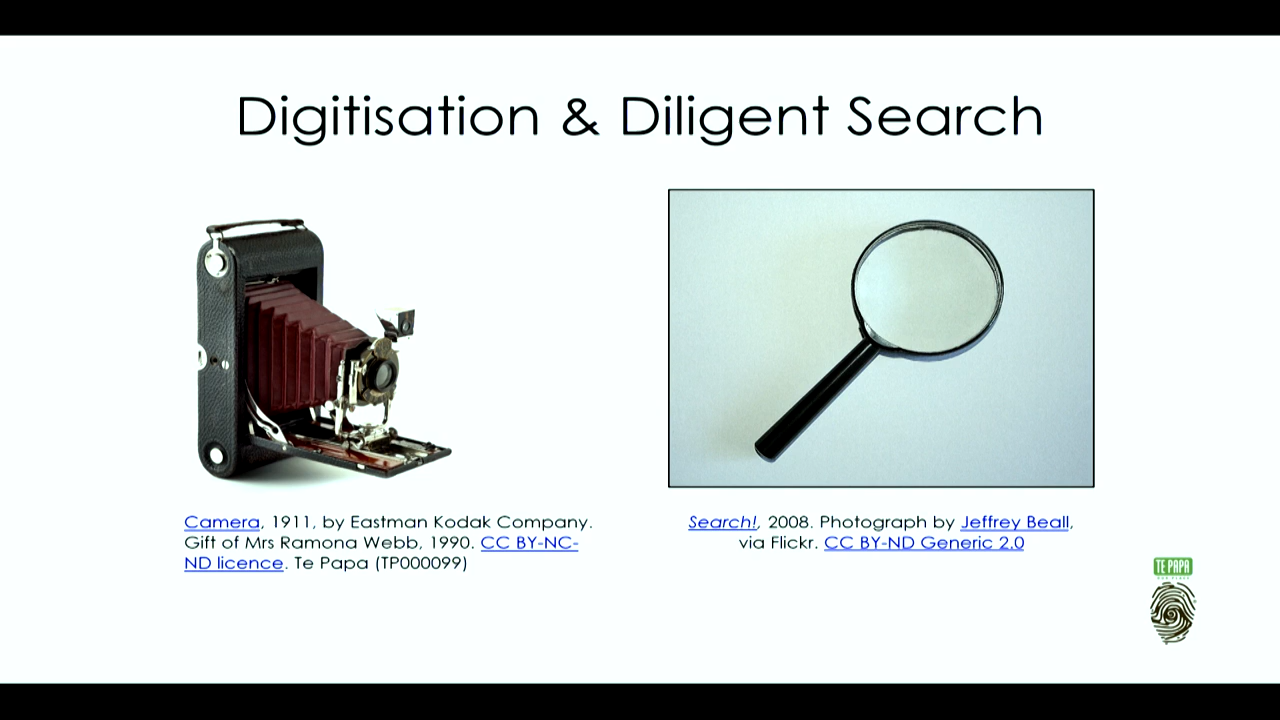 Digitisation & Diligent Search
Camera, 1911, by Eastman Kodak Company.
Gift of Mrs Ramona Webb, 1990. CC BY-NC-
ND licence. Te Papa (TP000099)
Search!, 2008. Photograph by Jeffrey Beall,
via Flickr. CC BY-ND Generic 2.0
TE PAPA